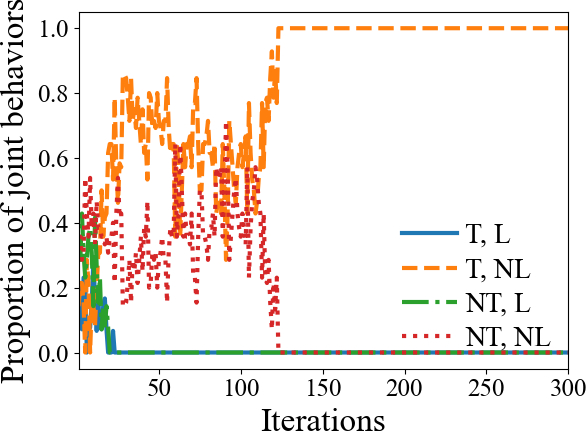 Proportion of joint behaviors
1.0
0.8
0.6
0.4
0.2
0.0
T, L
T, NL
NT, L
NT, NL
50 100 150 200 250 300
Iterations